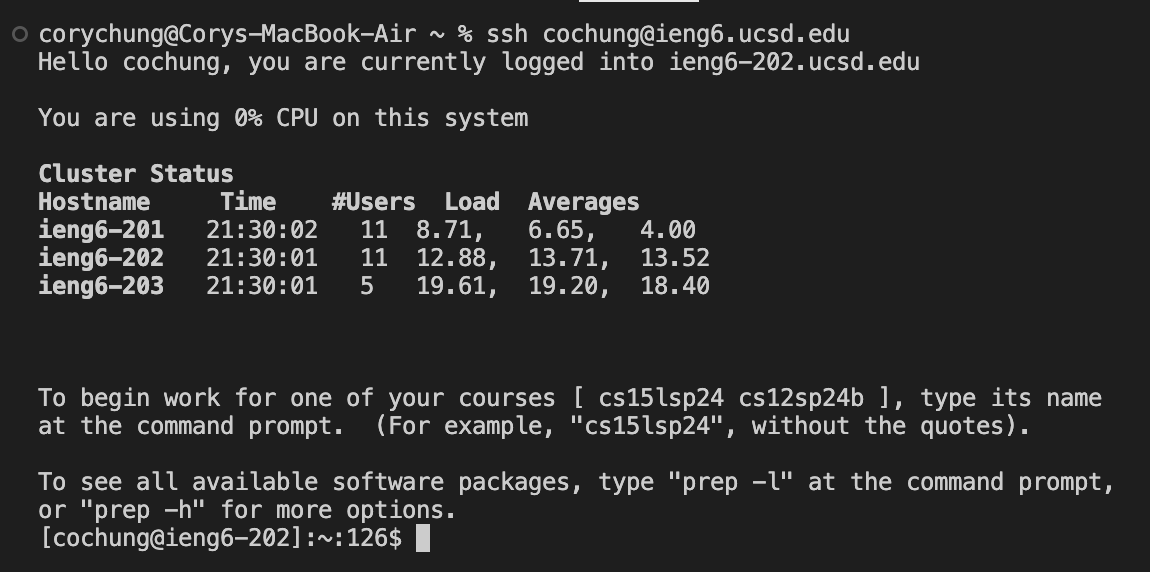 corychung@Corys-MacBook-Air ~ % ssh cochung@ieng6.ucsd.edu
Hello cochung, you are currently logged into ieng6-202.ucsd.edu
You are using 0% CPU on this system
Cluster Status
Hostname     Time    #Users  Load  Averages
ieng6-201   21:30:02   11  8.71,   6.65,   4.00
ieng6-202   21:30:01   11  12.88,  13.71,  13.52
ieng6-203   21:30:01   5   19.61,  19.20,  18.40
To begin work for one of your courses [ cs15lsp24 cs12sp24b ], type its name
at the command prompt.  (For example, "cs15lsp24", without the quotes).
To see all available software packages, type "prep -l" at the command prompt,
or "prep -h" for more options.
[cochung@ieng6-202]:~:126$